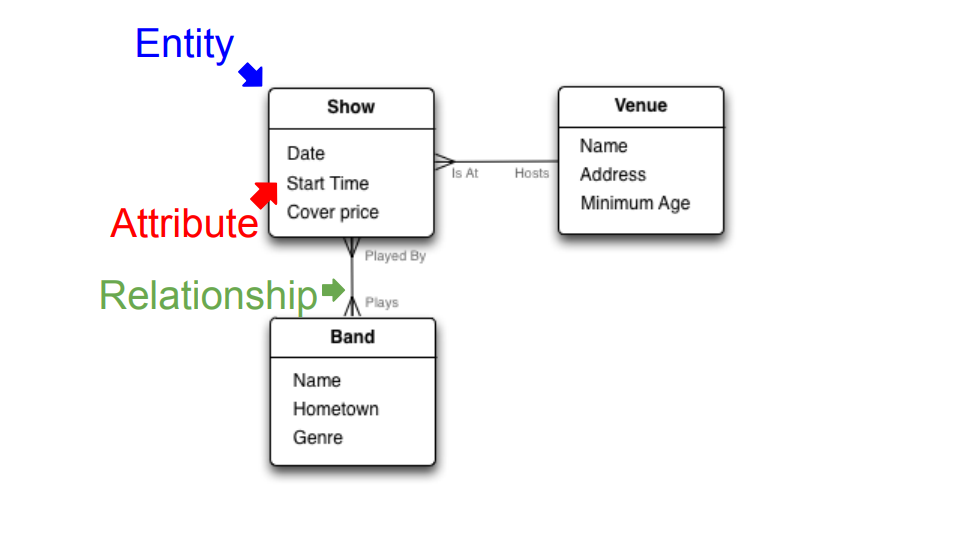 Entity
Show
Date
Start Time
Cover price
Attribute
Is At
Hosts
Venue
Name
Address
Minimum Age
Played By
Relationship
Plays
Band
Name
Hometown
Genre